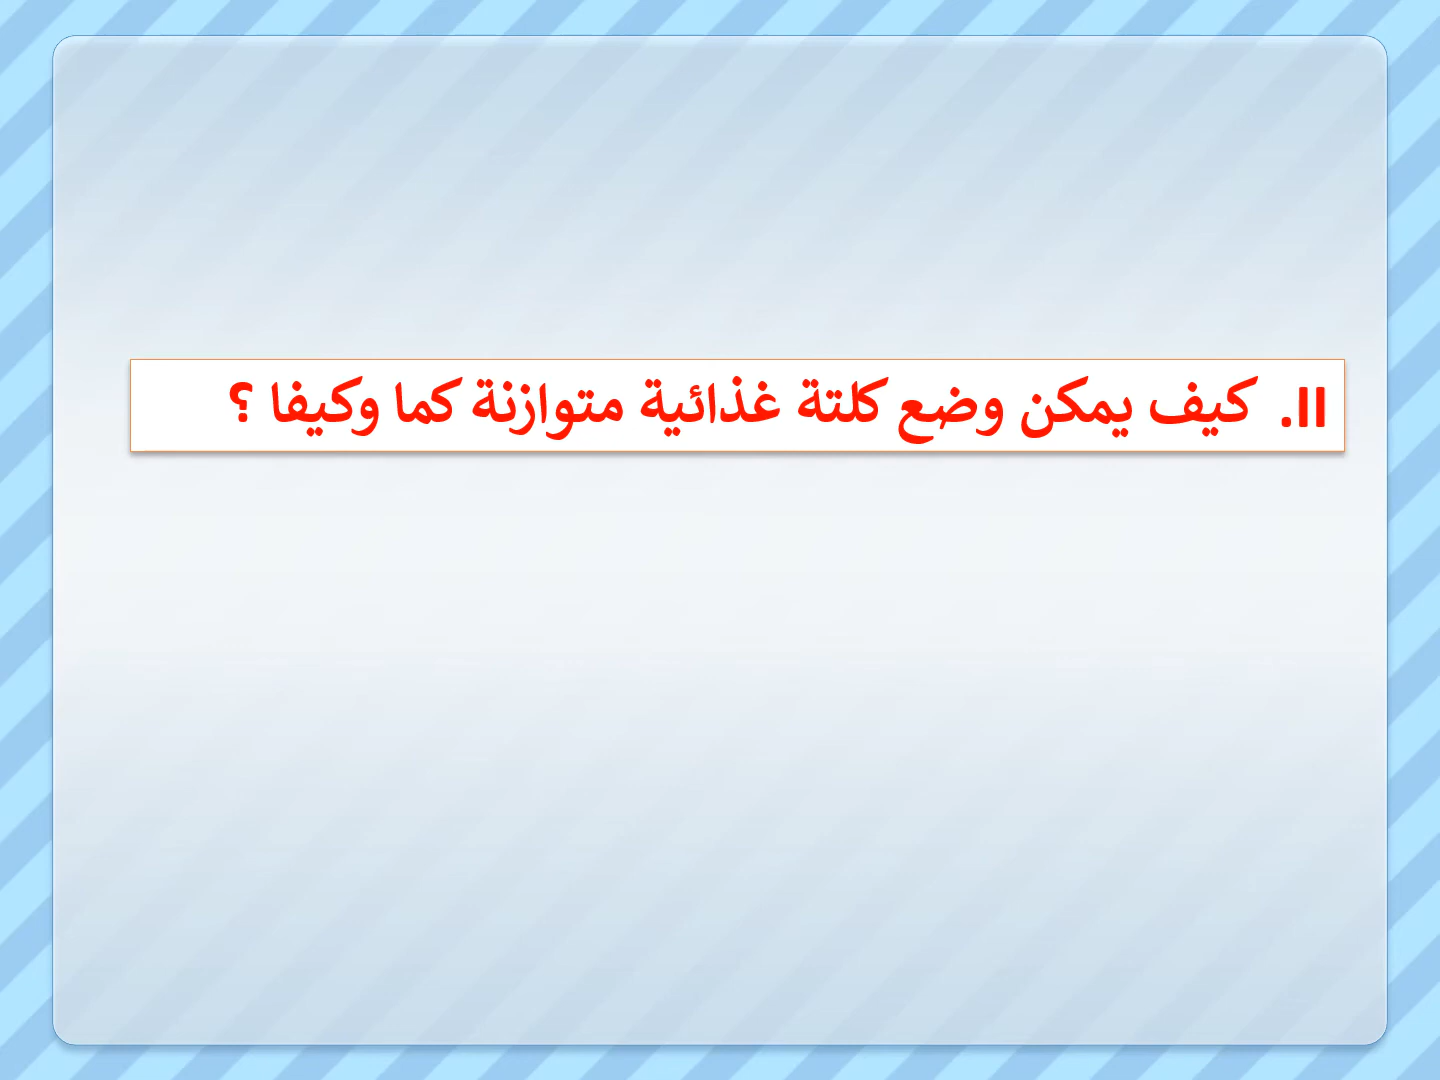 II. كيف يمكن وضع كلتة غذائية متوازنة كما وكيفا ؟